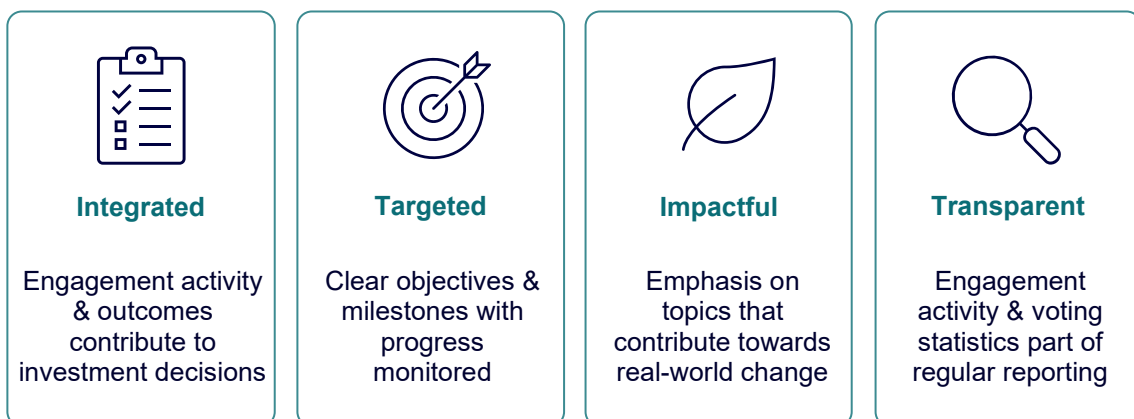 Integrated
Engagement activity
& outcomes
contribute to
investment decisions
Targeted
Clear objectives &
milestones with
progress
monitored
Impactful
Emphasis on
topics that
contribute towards
real-world change
Transparent
Engagement
activity & voting
statistics part of
regular reporting